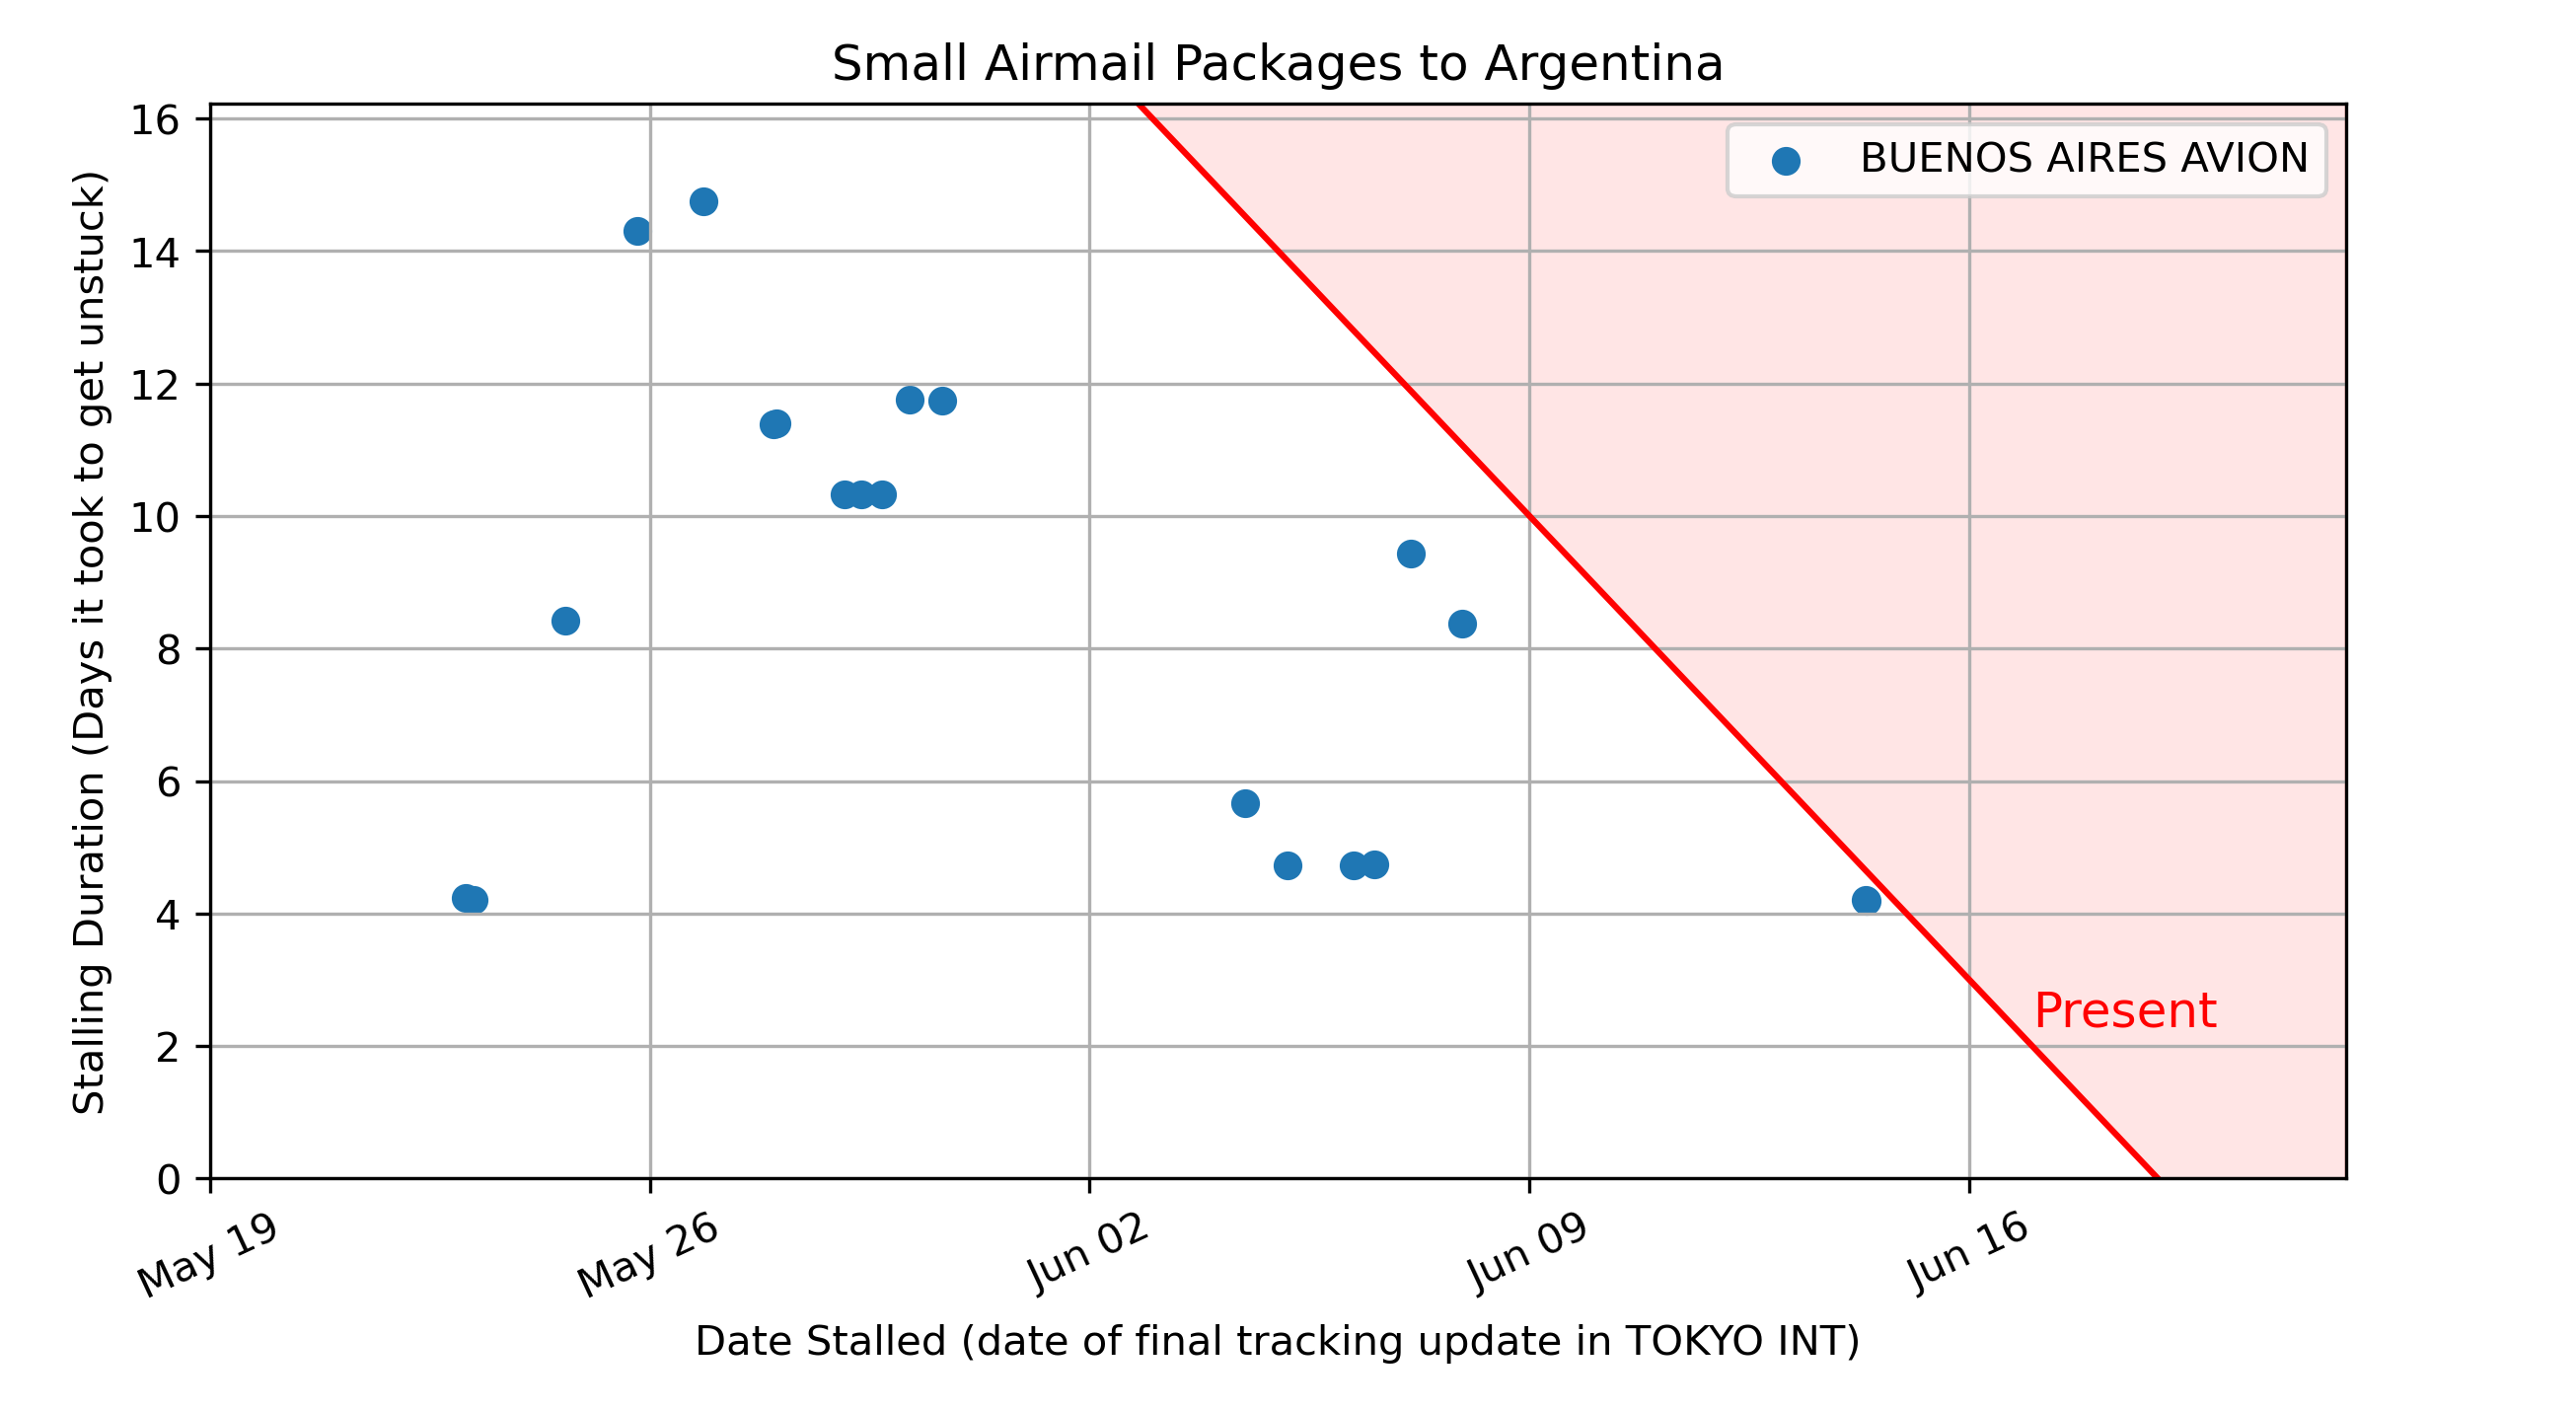 Small Airmail Packages to Argentina
BUENOS AIRES AVION
Stalling Duration (Days it took to get unstuck)
16
14
12
10
8
6
4
2
0
Present
May 19
May 26
Jun 02
Jun 09
Jun 16
Date Stalled (date of final tracking update in TOKYO INT)